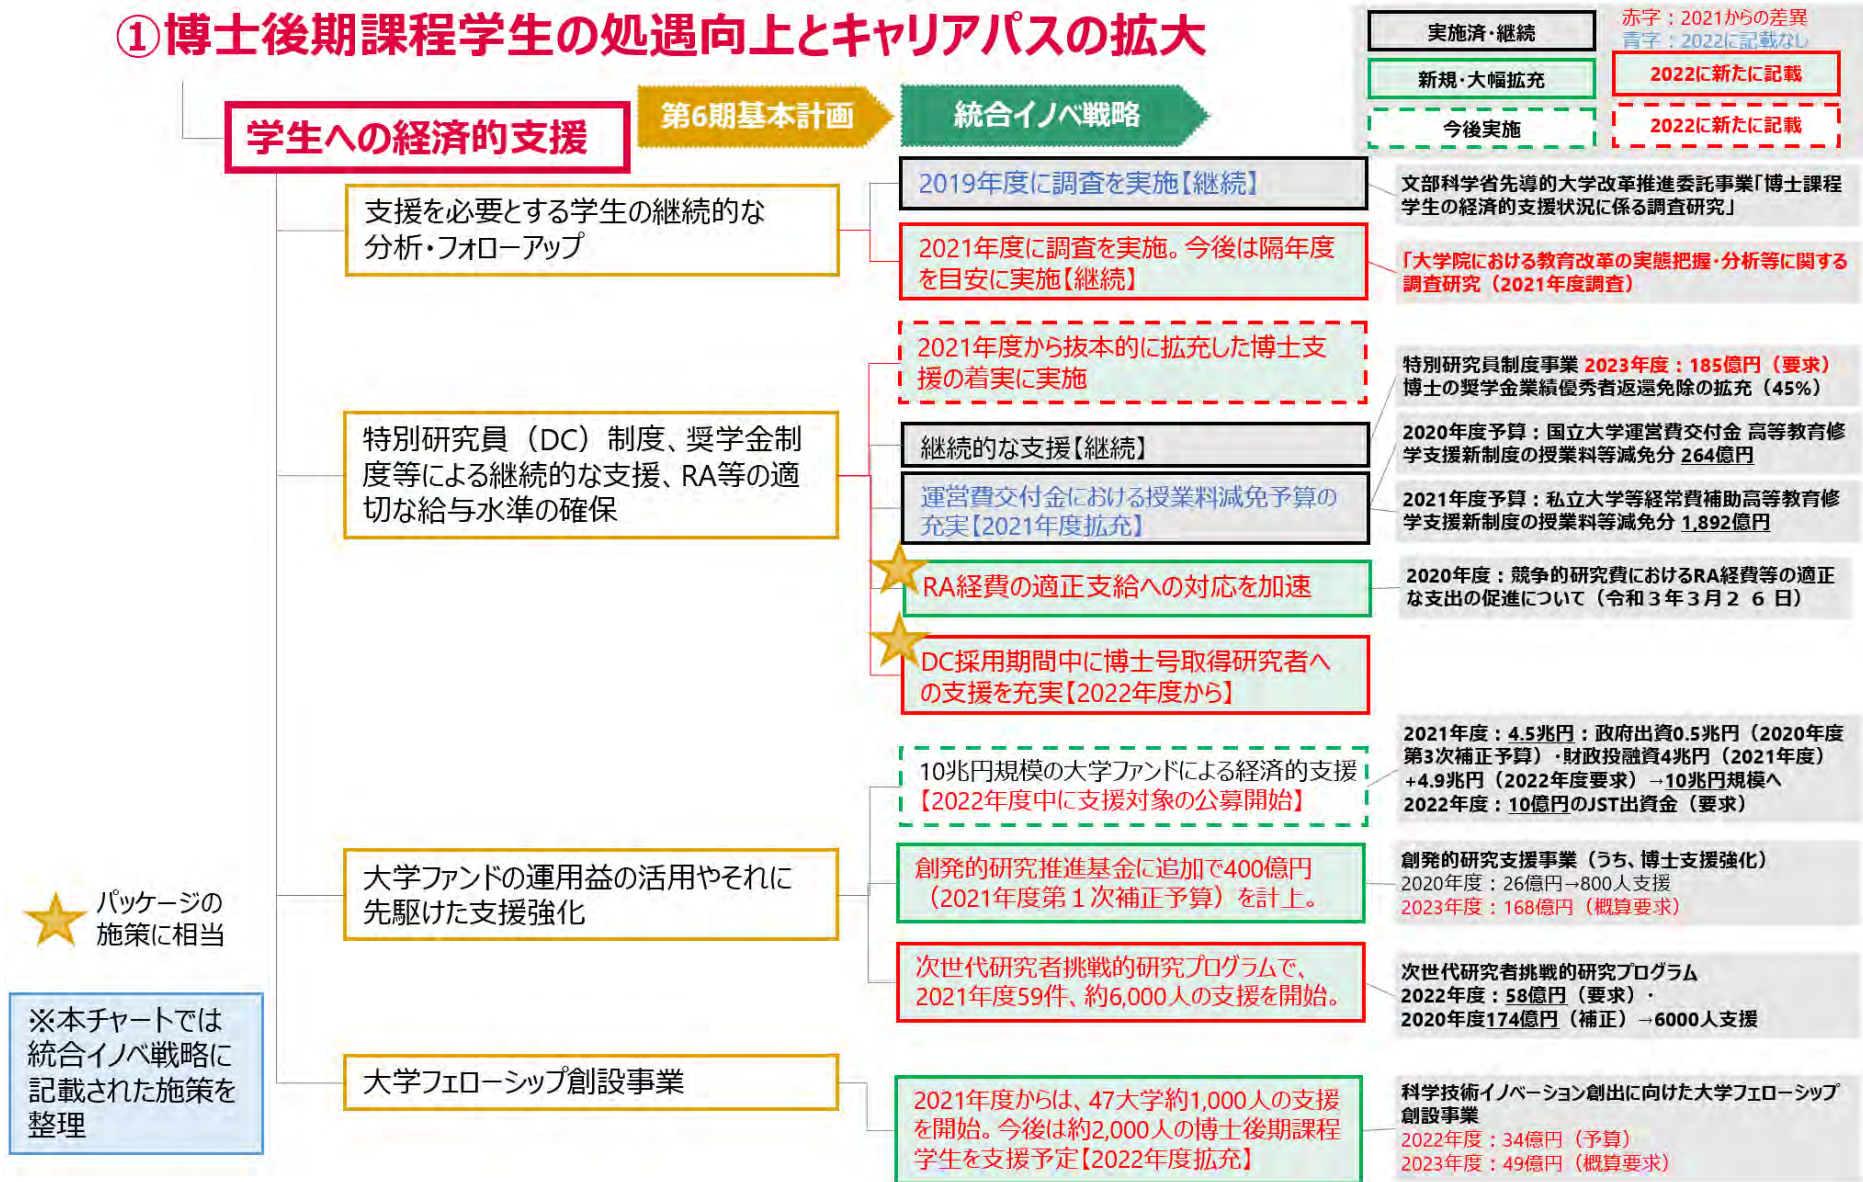 ①博士後期課程学生の処遇向上とキャリアパスの拡大
実施済・継続
赤字：2021からの差異
青字：2022に記載なし
新規・大幅拡充
2022に新たに記載
今後実施
2022に新たに記載
学生への経済的支援
第6期基本計画
統合イノベ戦略
支援を必要とする学生の継続的な
分析・フォローアップ
2019年度に調査を実施【継続】
文部科学省先導的大学改革推進委託事業「博士課程
学生の経済的支援状況に係る調査研究」
2021年度に調査を実施。今後は隔年度
を目安に実施【継続】
「大学院における教育改革の実態把握・分析等に関する
調査研究（2021年度調査）
特別研究員（DC）制度、奨学金制
度等による継続的な支援、RA等の適
切な給与水準の確保
2021年度から抜本的に拡充した博士支
援の着実に実施
継続的な支援【継続】
特別研究員制度事業 2023年度：185億円（要求）
博士の奨学金業績優秀者返還免除の拡充（45%）
運営費交付金における授業料減免予算の
充実【2021年度拡充】
2020年度予算：国立大学運営費交付金 高等教育修
学支援新制度の授業料等減免分 264億円
2021年度予算：私立大学等経常費補助高等教育修
学支援新制度の授業料等減免分 1,892億円
RA経費の適正支給への対応を加速
2020年度：競争的研究費におけるRA経費等の適正
な支出の促進について（令和３年３月２６日）
DC採用期間中に博士号取得研究者へ
の支援を充実【2022年度から】
大学ファンドの運用益の活用やそれに
先駆けた支援強化
10兆円規模の大学ファンドによる経済的支援
【2022年度中に支援対象の公募開始】
2021年度：4.5兆円：政府出資0.5兆円（2020年度
第3次補正予算）・財政投融資4兆円（2021年度）
+4.9兆円（2022年度要求）→10兆円規模へ
2022年度：10億円のJST出資金（要求）
創発的研究推進基金に追加で400億円
（2021年度第１次補正予算）を計上。
創発的研究支援事業（うち、博士支援強化）
2020年度：26億円→800人支援
2023年度：168億円（概算要求）
次世代研究者挑戦的研究プログラムで、
2021年度59件、約6,000人の支援を開始。
次世代研究者挑戦的研究プログラム
2022年度：58億円（要求）・
2020年度174億円（補正）→6000人支援
大学フェローシップ創設事業
2021年度からは、47大学約1,000人の支援
を開始。今後は約2,000人の博士後期課程
学生を支援予定【2022年度拡充】
科学技術イノベーション創出に向けた大学フェローシップ
創設事業
2022年度：34億円（予算）
2023年度：49億円（概算要求）
パッケージの
施策に相当
※本チャートでは
統合イノベ戦略に
記載された施策を
整理